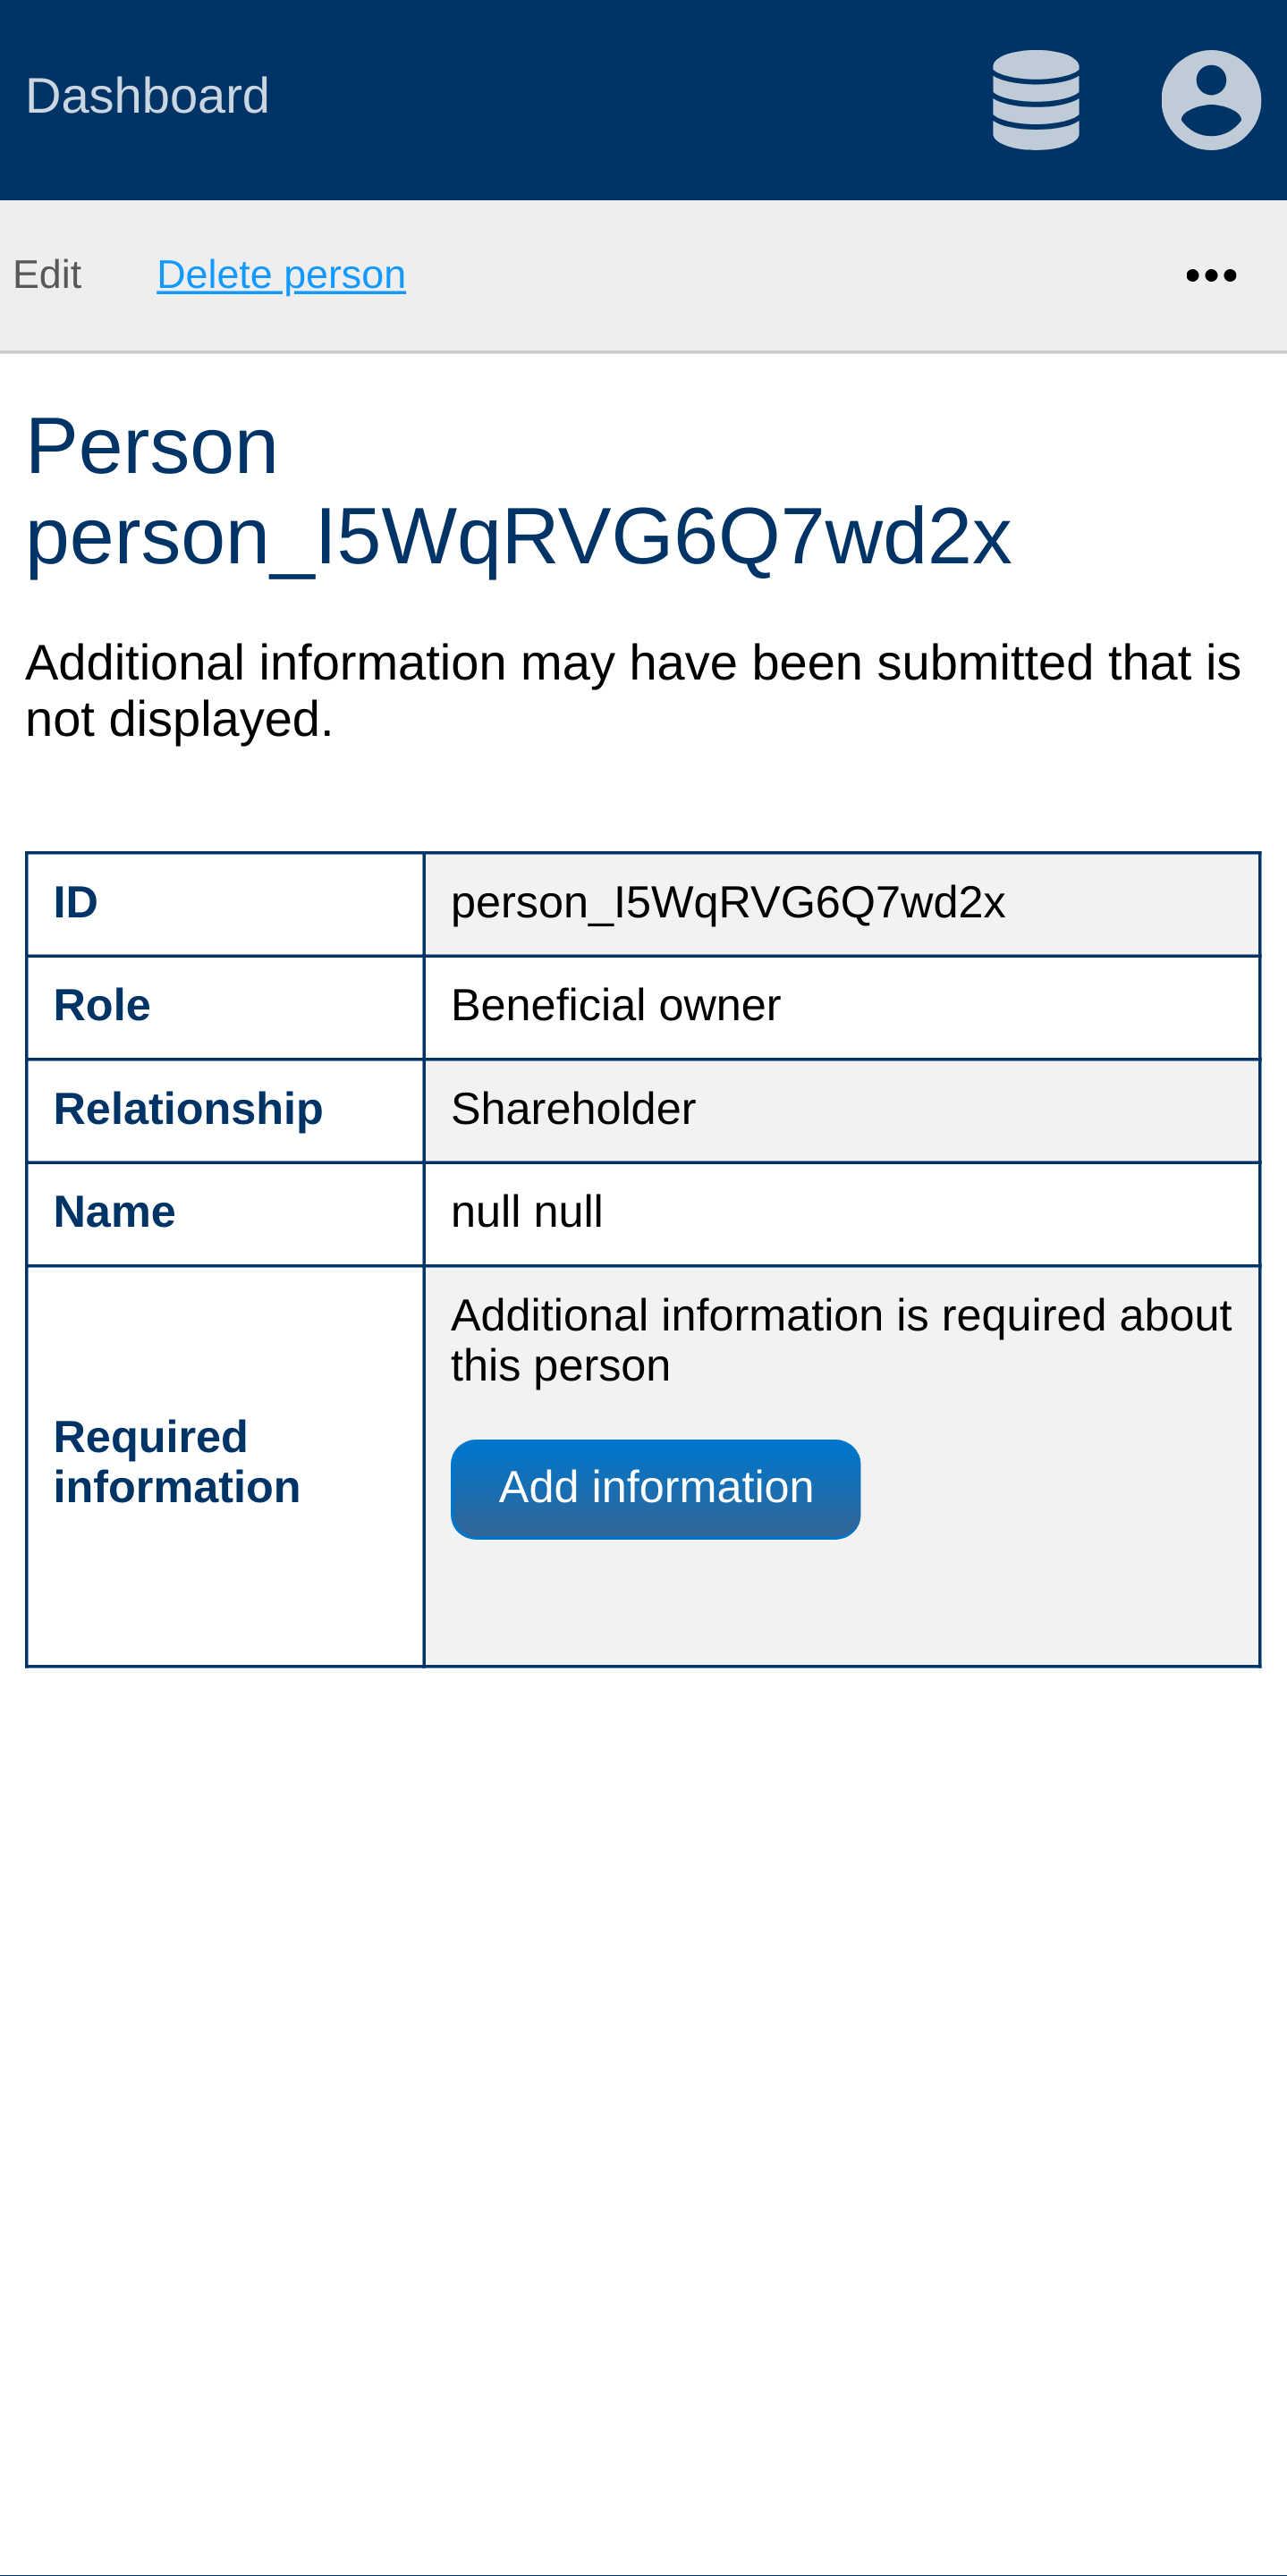 Dashboard
Edit
Delete person
Person
person_I5WqRVG6Q7wd2x
Additional information may have been submitted that is
not displayed.
ID
person_I5WqRVG6Q7wd2x
Role
Beneficial owner
Relationship
Shareholder
Name
null null
Required
information
Additional information is required about
this person
Add information